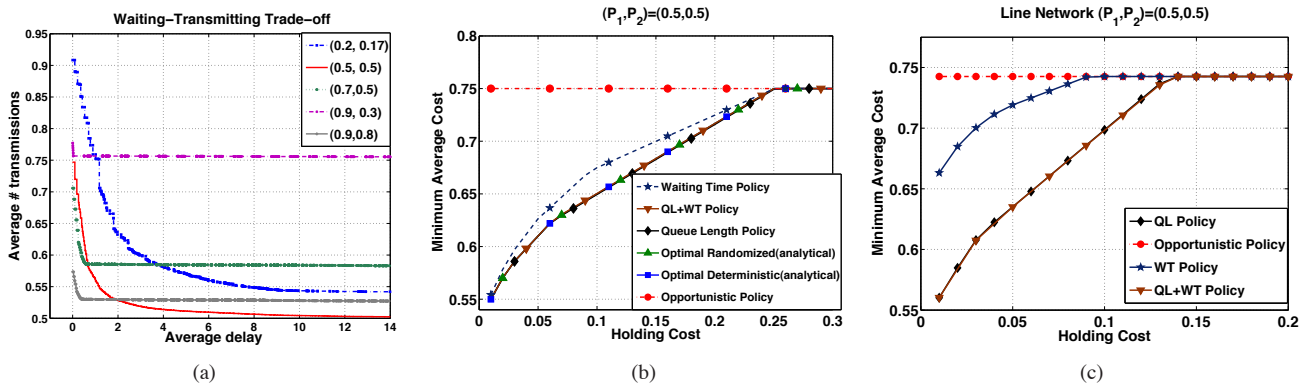 Waiting−Transmitting Trade−off
Average # transmissions
0.95
0.9
0.85
0.8
0.75
0.7
0.65
0.6
0.55
0.5
(0.2, 0.17)
(0.5, 0.5)
(0.7,0.5)
(0.9, 0.3)
(0.9,0.8)
0 2 4 6 8 10 12 14
Average delay
(a)
(P1,P2)=(0.5,0.5)
Minimum Average Cost
0.8
0.75
0.7
0.65
0.6
0.55
Waiting Time Policy
QL+WT Policy
Queue Length Policy
Optimal Randomized(analytical)
Optimal Deterministic(analytical)
Opportunistic Policy
0 0.05 0.1 0.15 0.2 0.25 0.3
Holding Cost
(b)
Line Network (P1,P2)=(0.5,0.5)
Minimum Average Cost
0.75
0.7
0.65
0.6
0.55
QL Policy
Opportunistic Policy
WT Policy
QL+WT Policy
0 0.05 0.1 0.15 0.2
Holding Cost
(c)